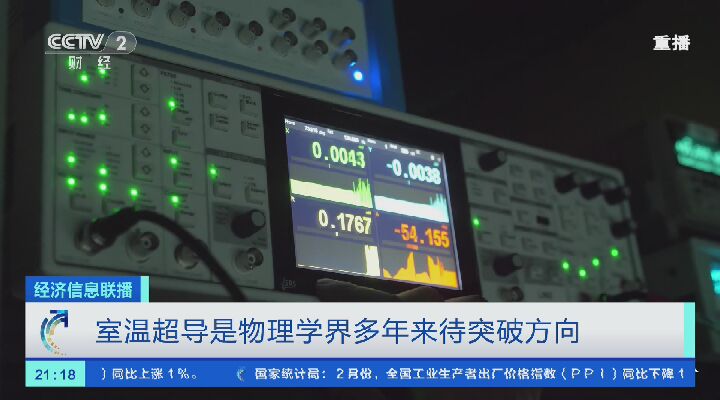 CCTV 2
财经
重播
0.0043
-0.0038
0.1767
-54.155
经济信息联播
室温超导是物理学界多年来待突破方向
21:18 )同比上涨1%。 国家统计局:2月份,全国工业生产者出厂价格指数(PPI)同比下降1